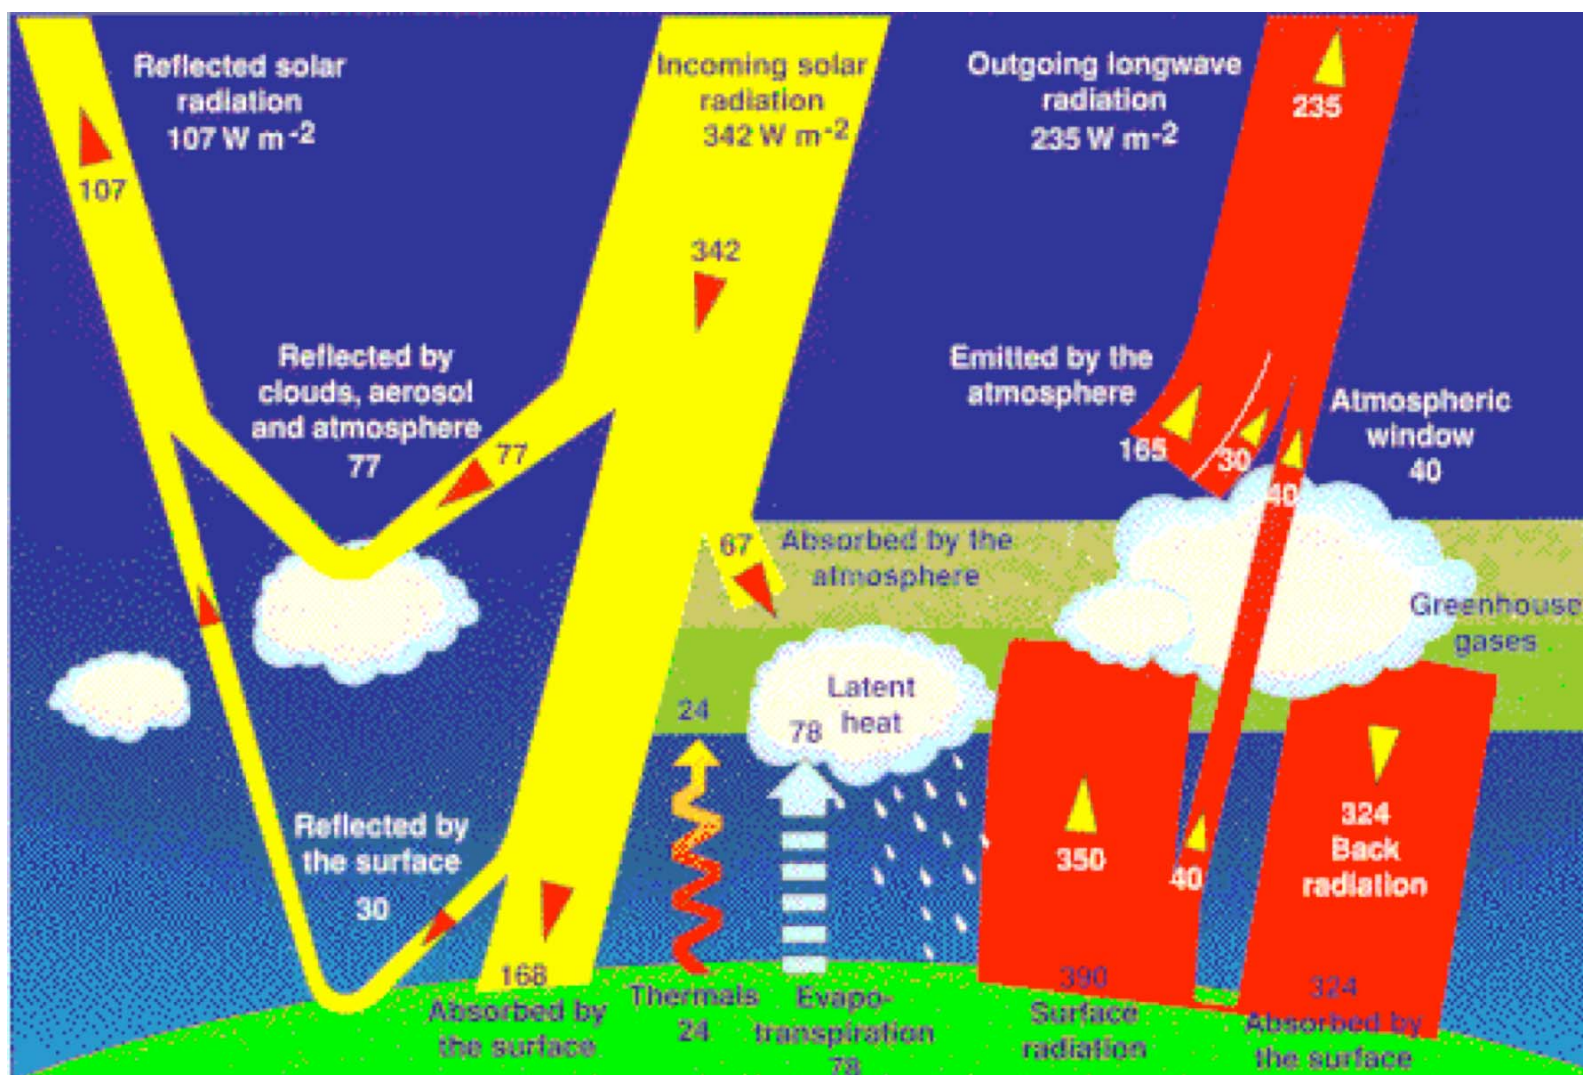 Reflected solar
radiation
107 W m-2
107
Incoming solar
radiation
342 W m-2
342
Outgoing longwave
radiation
235 W m-2
235
Reflected by
clouds, aerosol
and atmosphere
77
77
Emitted by the
atmosphere
165
30
40
Atmospheric
window
40
67
Absorbed by the
atmosphere
Greenhouse
gases
Latent
heat
24
78
Reflected by
the surface
30
350
40
324
Back
radiation
168
Absorbed by
the surface
Thermals
24
Evapo-
transpiration
78
390
Surface
radiation
324
Absorbed by
the surface